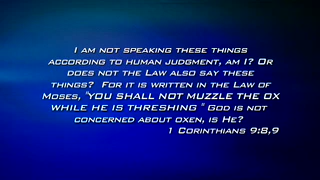 I am not speaking these things
according to human judgment, am I? Or
does not the Law also say these
things? For it is written in the Law of
Moses, "YOU SHALL NOT MUZZLE THE OX
WHILE HE IS THRESHING." God is not
concerned about oxen, is He?
1 Corinthians 9:8,9